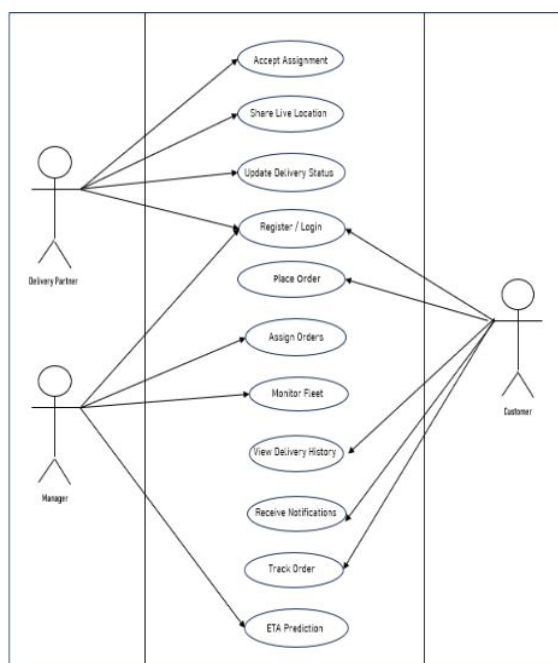 Accept Assignment
Share Live Location
Update Delivery Status
Register / Login
Delivery Partner
Place Order
Assign Orders
Monitor Fleet
Customer
View Delivery History
Manager
Receive Notifications
Track Order
ETA Prediction